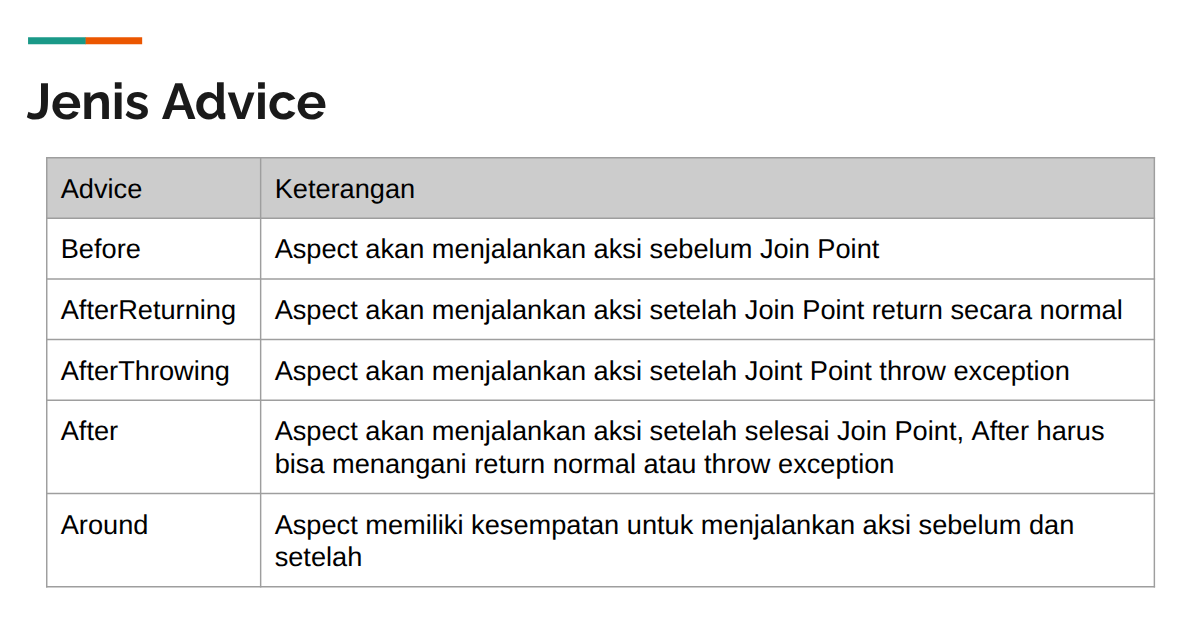 Jenis Advice
Advice Keterangan
Before Aspect akan menjalankan aksi sebelum Join Point
AfterReturning Aspect akan menjalankan aksi setelah Join Point return secara normal
AfterThrowing Aspect akan menjalankan aksi setelah Joint Point throw exception
After Aspect akan menjalankan aksi setelah selesai Join Point, After harus
bisa menangani return normal atau throw exception
Around Aspect memiliki kesempatan untuk menjalankan aksi sebelum dan
setelah